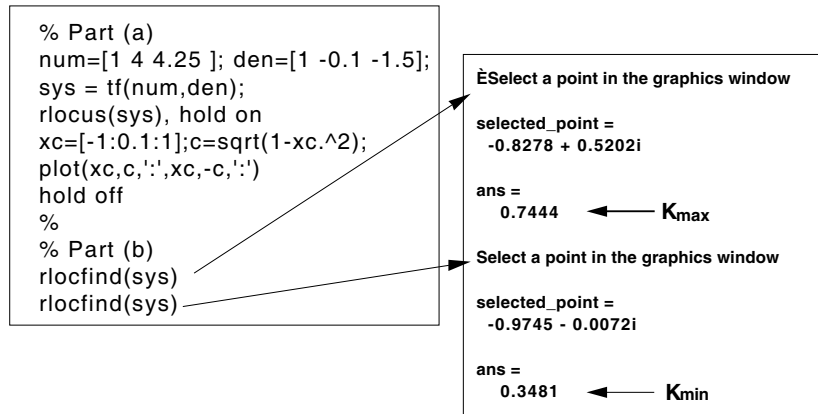 % Part (a)
num=[1 4 4.25 ]; den=[1 -0.1 -1.5];
sys = tf(num,den);
rlocus(sys), hold on
xc=[-1:0.1:1];c=sqrt(1-xc.^2);
plot(xc,c,':',xc,-c,':')
hold off
%
% Part (b)
rlocfind(sys)
rlocfind(sys)
ÈSelect a point in the graphics window
selected_point =
-0.8278 + 0.5202i
ans =
0.7444 Kmax
Select a point in the graphics window
selected_point =
-0.9745 - 0.0072i
ans =
0.3481 Kmin